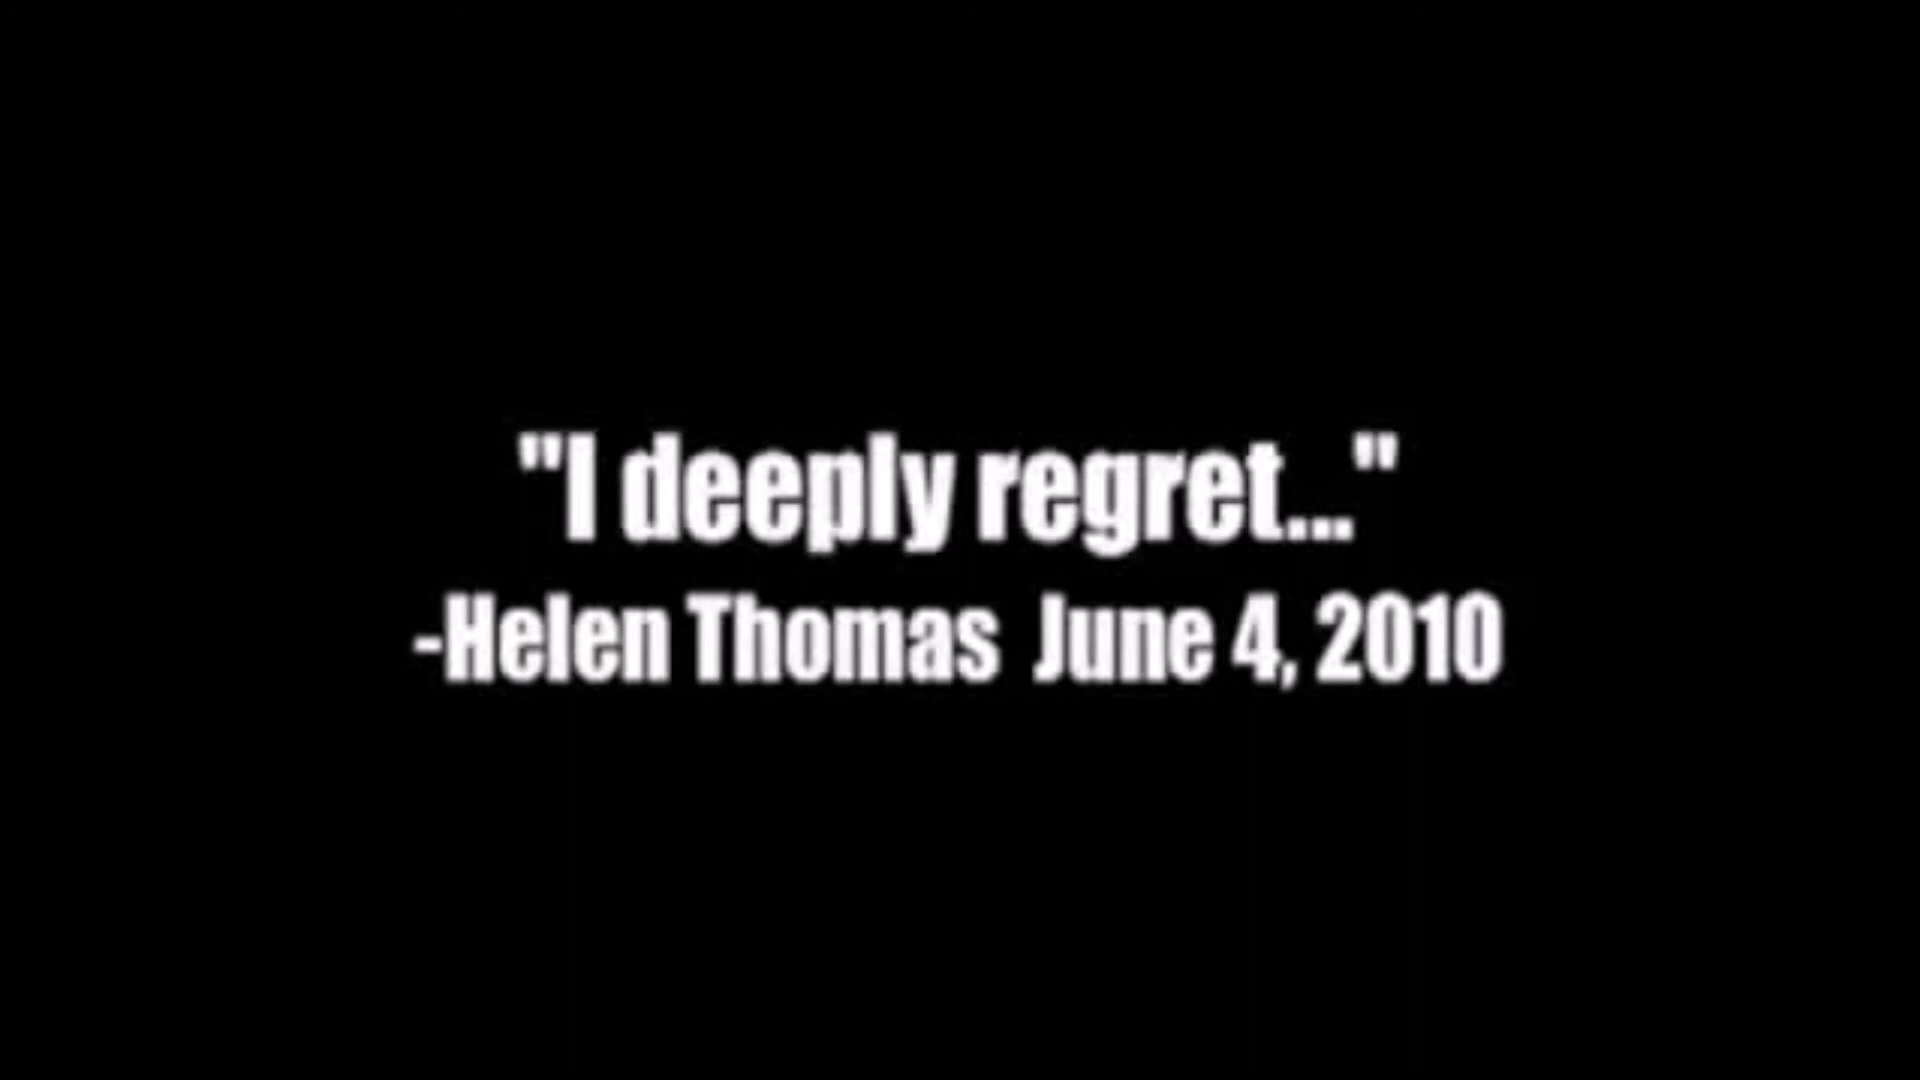 "I deeply regret..."
-Helen Thomas June 4, 2010